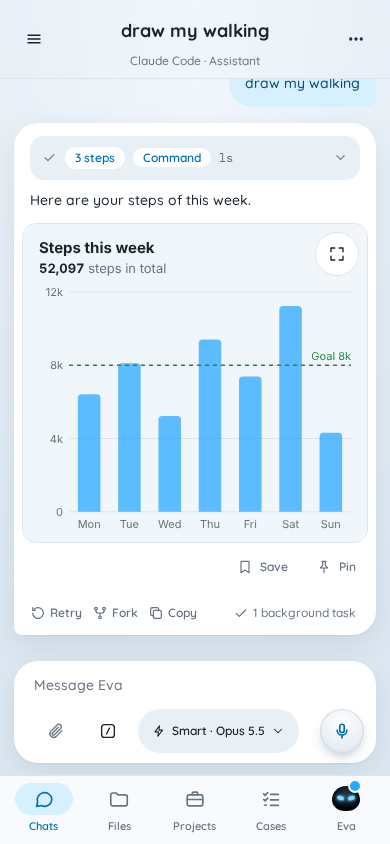 draw my walking
Claude Code · Assistant
draw my walking
3 steps Command 1s
Here are your steps of this week.
Steps this week
52,097 steps in total
12k
Goal 8k
8k
4k
0
Mon Tue Wed Thu Fri Sat Sun
Save Pin
Retry Fork Copy 1 background task
Message Eva
Smart · Opus 5.5
Chats Files Projects Cases Eva